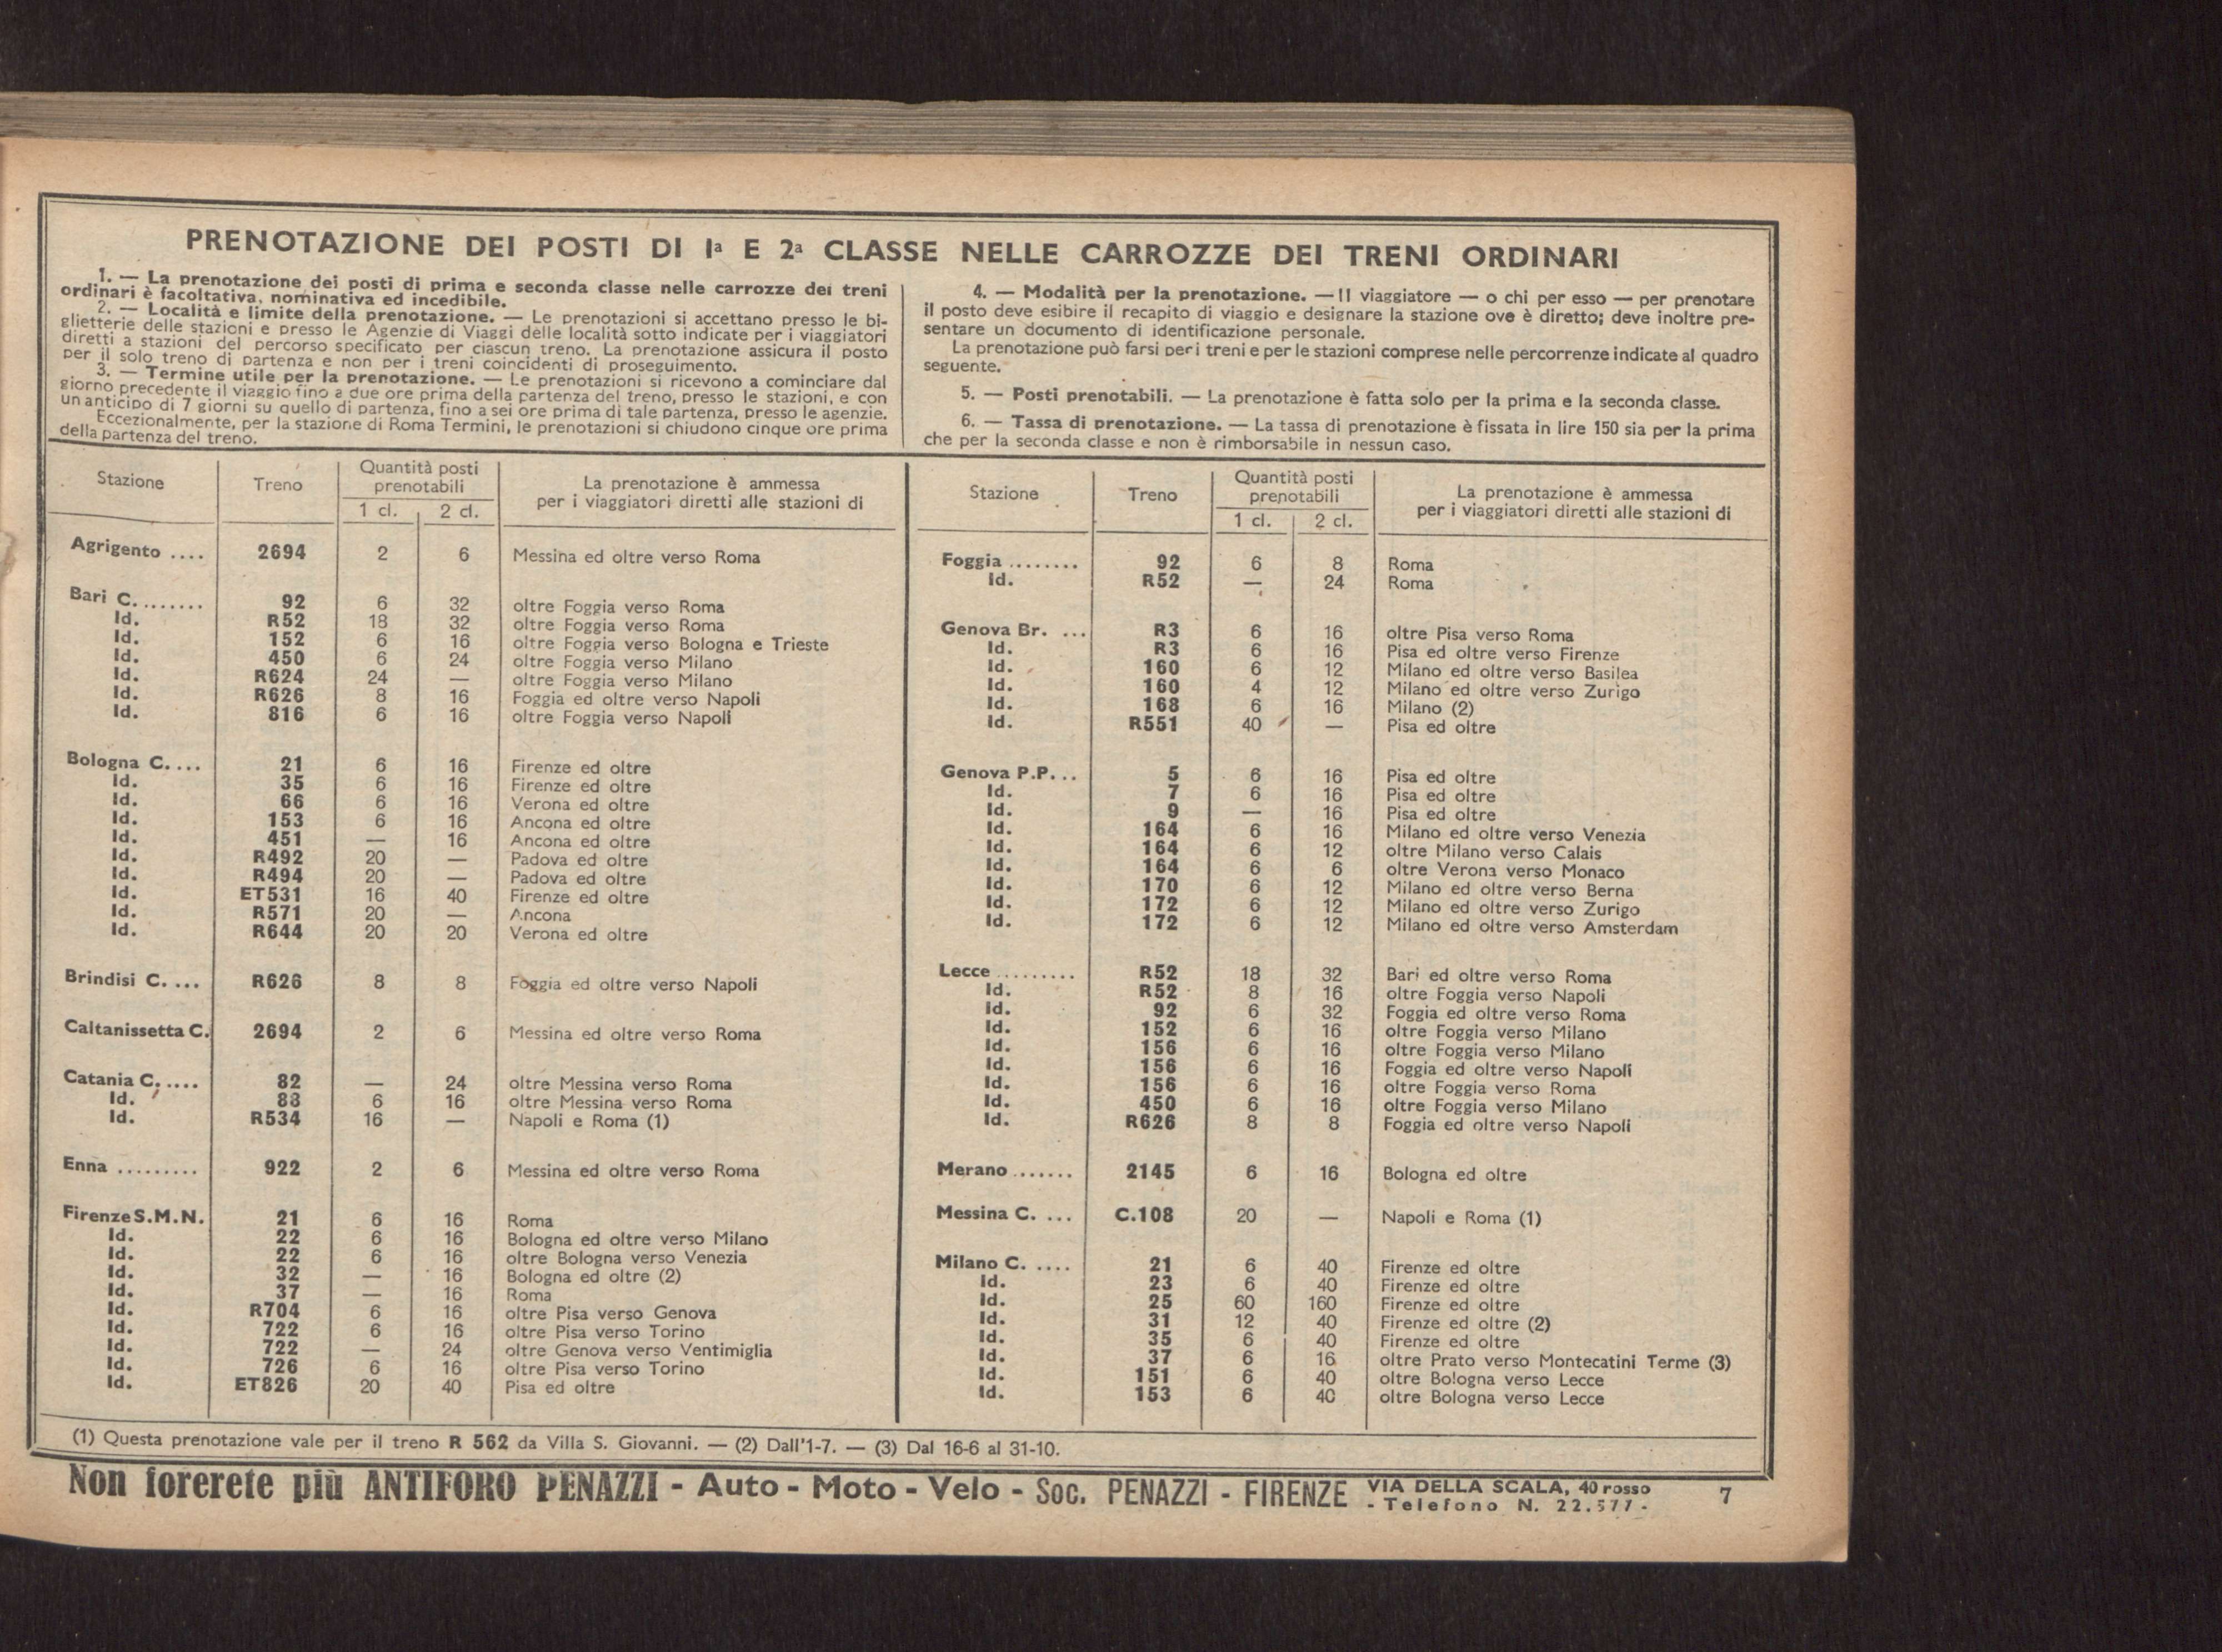 PRENOTAZIONE DEI POSTI DI Iª E 2ª CLASSE NELLE CARROZZE DEI TRENI ORDINARI
1. — La prenotazione dei posti di prima e seconda classe nelle carrozze dei treni
ordinari è facoltativa, nominativa ed incedibile.
2. — Località e limite della prenotazione. — Le prenotazioni si accettano presso le bi-
glietterie delle stazioni e presso le Agenzie di Viaggi delle località sotto indicate per i viaggiatori
diretti a stazioni del percorso specificato per ciascun treno. La prenotazione assicura il posto
per il solo treno di partenza e non per i treni coincidenti di proseguimento.
3. — Termine utile per la prenotazione. — Le prenotazioni si ricevono a cominciare dal
giorno precedente il viaggio fino a due ore prima della partenza del treno, presso le stazioni, e con
un anticipo di 7 giorni su quello di partenza, fino a sei ore prima di tale partenza, presso le agenzie.
Eccezionalmente, per la stazione di Roma Termini, le prenotazioni si chiudono cinque ore prima
della partenza del treno.
4. — Modalità per la prenotazione. — Il viaggiatore — o chi per esso — per prenotare
il posto deve esibire il recapito di viaggio e designare la stazione ove è diretto; deve inoltre pre-
sentare un documento di identificazione personale.
La prenotazione può farsi per i treni e per le stazioni comprese nelle percorrenze indicate al quadro
seguente.
5. — Posti prenotabili. — La prenotazione è fatta solo per la prima e la seconda classe.
6. — Tassa di prenotazione. — La tassa di prenotazione è fissata in lire 150 sia per la prima
che per la seconda classe e non è rimborsabile in nessun caso.
Stazione Treno Quantità posti prenotabili La prenotazione è ammessa
per i viaggiatori diretti alle stazioni di
1 cl. 2 cl.
Agrigento .... 2694 2 6 Messina ed oltre verso Roma
Bari C. ....... 92 6 32 oltre Foggia verso Roma
Id. R52 18 32 oltre Foggia verso Roma
Id. 152 6 16 oltre Foggia verso Bologna e Trieste
Id. 450 6 24 oltre Foggia verso Milano
Id. R624 24 — oltre Foggia verso Milano
Id. R626 8 16 Foggia ed oltre verso Napoli
Id. 816 6 16 oltre Foggia verso Napoli
Bologna C. ... 21 6 16 Firenze ed oltre
Id. 35 6 16 Firenze ed oltre
Id. 66 6 16 Verona ed oltre
Id. 153 6 16 Ancona ed oltre
Id. 451 — 16 Ancona ed oltre
Id. R492 20 — Padova ed oltre
Id. R494 20 — Padova ed oltre
Id. ET531 16 40 Firenze ed oltre
Id. R571 20 — Ancona
Id. R644 20 20 Verona ed oltre
Brindisi C. ... R626 8 8 Foggia ed oltre verso Napoli
Caltanissetta C. 2694 2 6 Messina ed oltre verso Roma
Catania C. .... 82 — 24 oltre Messina verso Roma
Id. 88 6 16 oltre Messina verso Roma
Id. R534 16 — Napoli e Roma (1)
Enna ......... 922 2 6 Messina ed oltre verso Roma
Firenze S.M.N. 21 6 16 Roma
Id. 22 6 16 Bologna ed oltre verso Milano
Id. 22 6 16 oltre Bologna verso Venezia
Id. 32 — 16 Bologna ed oltre (2)
Id. 37 — 16 Roma
Id. R704 6 16 oltre Pisa verso Genova
Id. 722 6 16 oltre Pisa verso Torino
Id. 722 — 24 oltre Genova verso Ventimiglia
Id. 726 6 16 oltre Pisa verso Torino
Id. ET826 20 40 Pisa ed oltre
Stazione Treno Quantità posti prenotabili La prenotazione è ammessa
per i viaggiatori diretti alle stazioni di
1 cl. 2 cl.
Foggia ........ 92 6 8 Roma
Id. R52 — 24 Roma
Genova Br. ... R3 6 16 oltre Pisa verso Roma
Id. R3 6 16 Pisa ed oltre verso Firenze
Id. 160 6 12 Milano ed oltre verso Basilea
Id. 160 4 12 Milano ed oltre verso Zurigo
Id. 168 6 16 Milano (2)
Id. R551 40 — Pisa ed oltre
Genova P.P. .. 5 6 16 Pisa ed oltre
Id. 7 6 16 Pisa ed oltre
Id. 9 — 16 Pisa ed oltre
Id. 164 6 16 Milano ed oltre verso Venezia
Id. 164 6 12 oltre Milano verso Calais
Id. 164 6 6 oltre Verona verso Monaco
Id. 170 6 12 Milano ed oltre verso Berna
Id. 172 6 12 Milano ed oltre verso Zurigo
Id. 172 6 12 Milano ed oltre verso Amsterdam
Lecce ......... R52 18 32 Bari ed oltre verso Roma
Id. R52 8 16 oltre Foggia verso Napoli
Id. 92 6 32 Foggia ed oltre verso Roma
Id. 152 6 16 oltre Foggia verso Milano
Id. 156 6 16 oltre Foggia verso Milano
Id. 156 6 16 Foggia ed oltre verso Napoli
Id. 156 6 16 oltre Foggia verso Roma
Id. 450 6 16 oltre Foggia verso Milano
Id. R626 8 8 Foggia ed oltre verso Napoli
Merano ....... 2145 6 16 Bologna ed oltre
Messina C. ... C.108 20 — Napoli e Roma (1)
Milano C. .... 21 6 40 Firenze ed oltre
Id. 23 6 40 Firenze ed oltre
Id. 25 60 160 Firenze ed oltre
Id. 31 12 40 Firenze ed oltre (2)
Id. 35 6 40 Firenze ed oltre
Id. 37 6 16 oltre Prato verso Montecatini Terme (3)
Id. 151 6 40 oltre Bologna verso Lecce
Id. 153 6 40 oltre Bologna verso Lecce
(1) Questa prenotazione vale per il treno R 562 da Villa S. Giovanni. — (2) Dall'1-7. — (3) Dal 16-6 al 31-10.
Non forerete più ANTIFORO PENAZZI - Auto - Moto - Velo - Soc. PENAZZI - FIRENZE VIA DELLA SCALA, 40 rosso
- Telefono N. 22.577 -
7